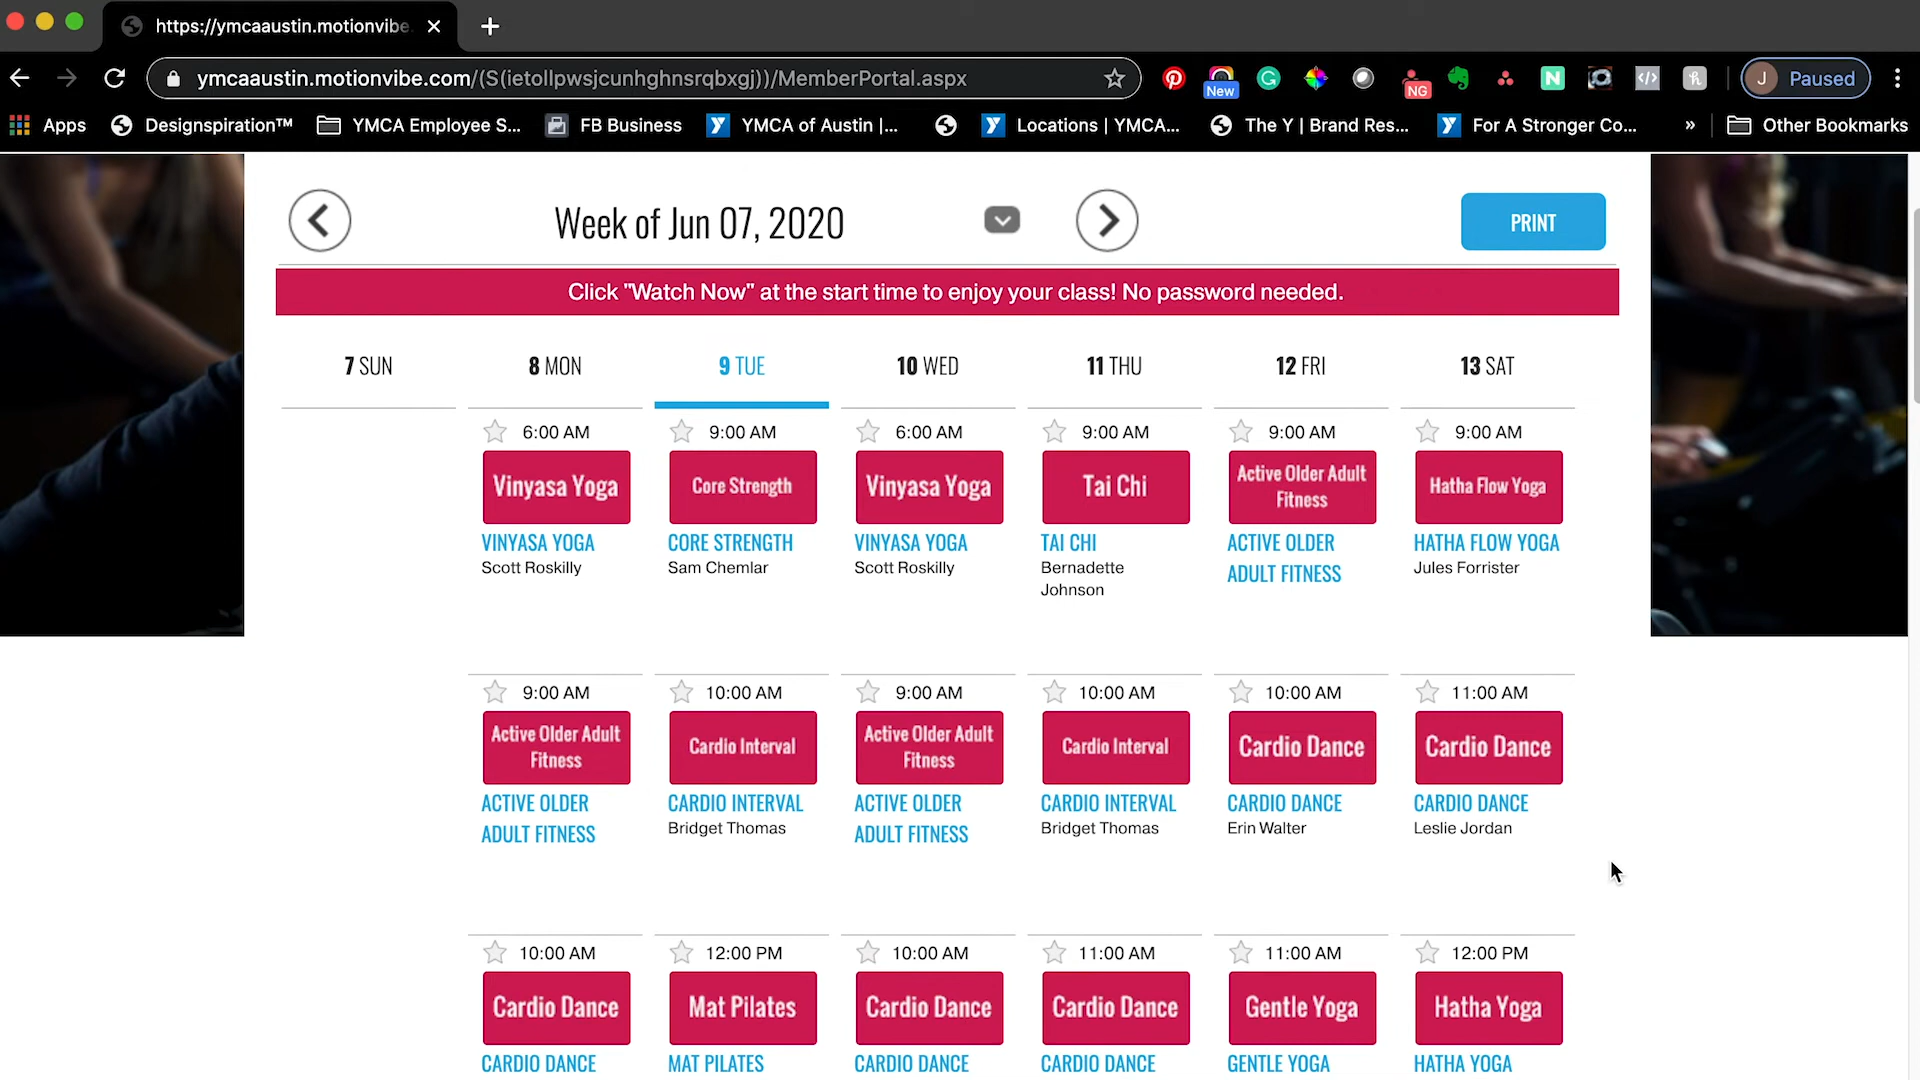 https://ymcaaustin.motionvibe
ymcaaustin.motionvibe.com/(S(ietollpwsjcunhghnsrqbxgj))/MemberPortal.aspx
New
NG
J Paused
Apps Designspiration™ YMCA Employee S... FB Business YMCA of Austin |... Locations | YMCA... The Y | Brand Res... For A Stronger Co... » Other Bookmarks
Week of Jun 07, 2020
PRINT
Click "Watch Now" at the start time to enjoy your class! No password needed.
7 SUN 8 MON 9 TUE 10 WED 11 THU 12 FRI 13 SAT
6:00 AM 9:00 AM 6:00 AM 9:00 AM 9:00 AM 9:00 AM
Vinyasa Yoga Core Strength Vinyasa Yoga Tai Chi Active Older Adult Hatha Flow Yoga
Fitness
VINYASA YOGA CORE STRENGTH VINYASA YOGA TAI CHI ACTIVE OLDER HATHA FLOW YOGA
Scott Roskilly Sam Chemlar Scott Roskilly Bernadette ADULT FITNESS Jules Forrister
Johnson
9:00 AM 10:00 AM 9:00 AM 10:00 AM 10:00 AM 11:00 AM
Active Older Adult Cardio Interval Active Older Adult Cardio Interval Cardio Dance Cardio Dance
Fitness Fitness
ACTIVE OLDER CARDIO INTERVAL ACTIVE OLDER CARDIO INTERVAL CARDIO DANCE CARDIO DANCE
ADULT FITNESS Bridget Thomas ADULT FITNESS Bridget Thomas Erin Walter Leslie Jordan
10:00 AM 12:00 PM 10:00 AM 11:00 AM 11:00 AM 12:00 PM
Cardio Dance Mat Pilates Cardio Dance Cardio Dance Gentle Yoga Hatha Yoga
CARDIO DANCE MAT PILATES CARDIO DANCE CARDIO DANCE GENTLE YOGA HATHA YOGA